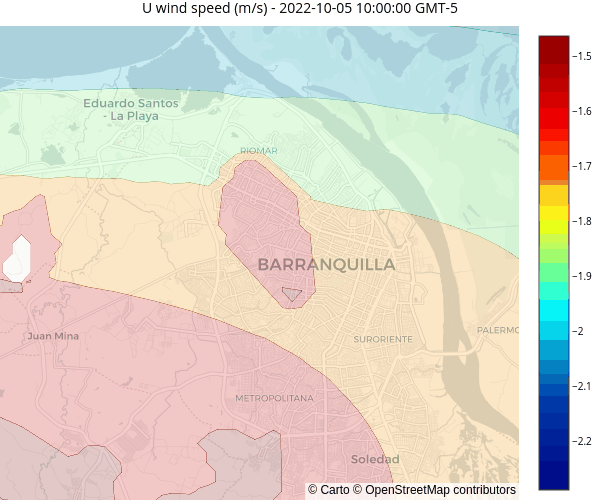 U wind speed (m/s) - 2022-10-05 10:00:00 GMT-5
Eduardo Santos
- La Playa
RIOMAR
BARRANQUILLA
Juan Mina
SURORIENTE
PALERMO
METROPOLITANA
Soledad
© Carto © OpenStreetMap contributors
−1.5
−1.6
−1.7
−1.8
−1.9
−2
−2.1
−2.2